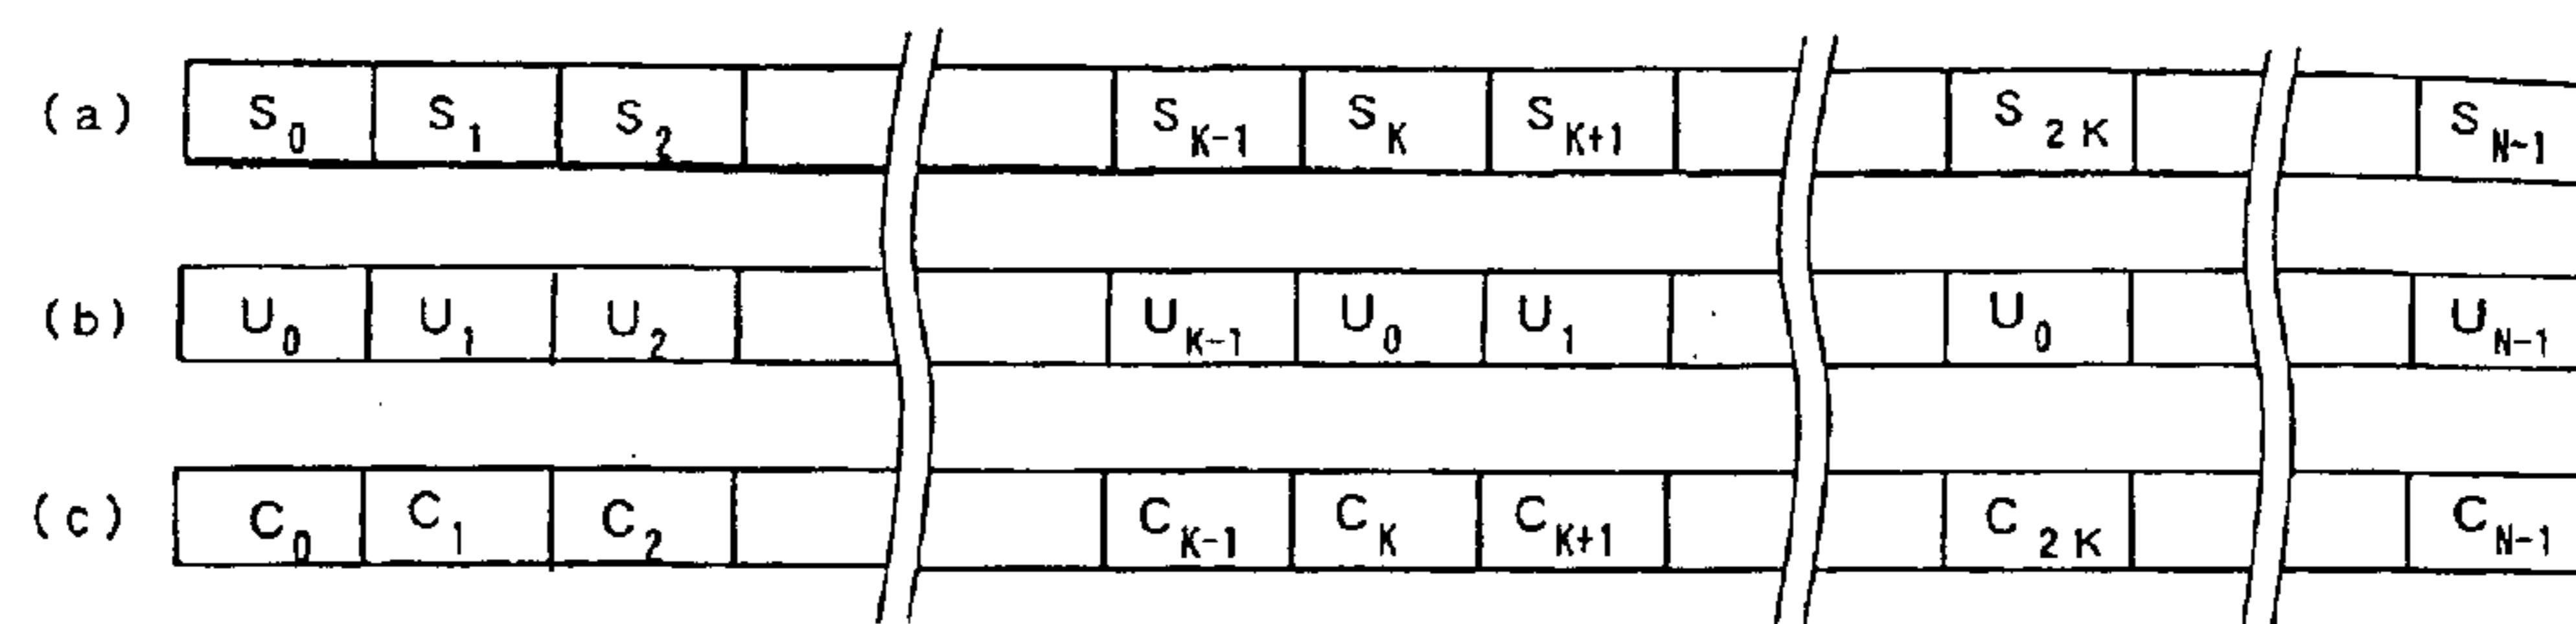 (a) S0 S1 S2 SK-1 SK SK+1 S2K SN-1
(b) U0 U1 U2 UK-1 U0 U1 U0 UN-1
(c) C0 C1 C2 CK-1 CK CK+1 C2K CN-1